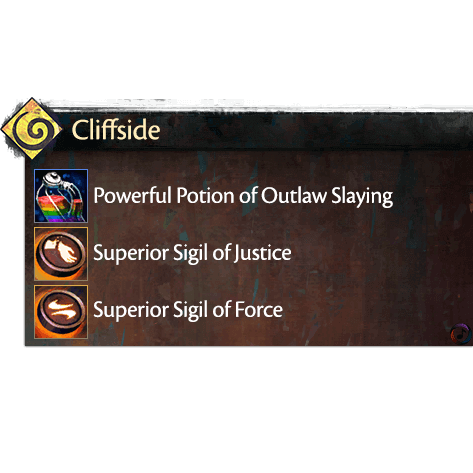 Cliffside
Powerful Potion of Outlaw Slaying
Superior Sigil of Justice
Superior Sigil of Force